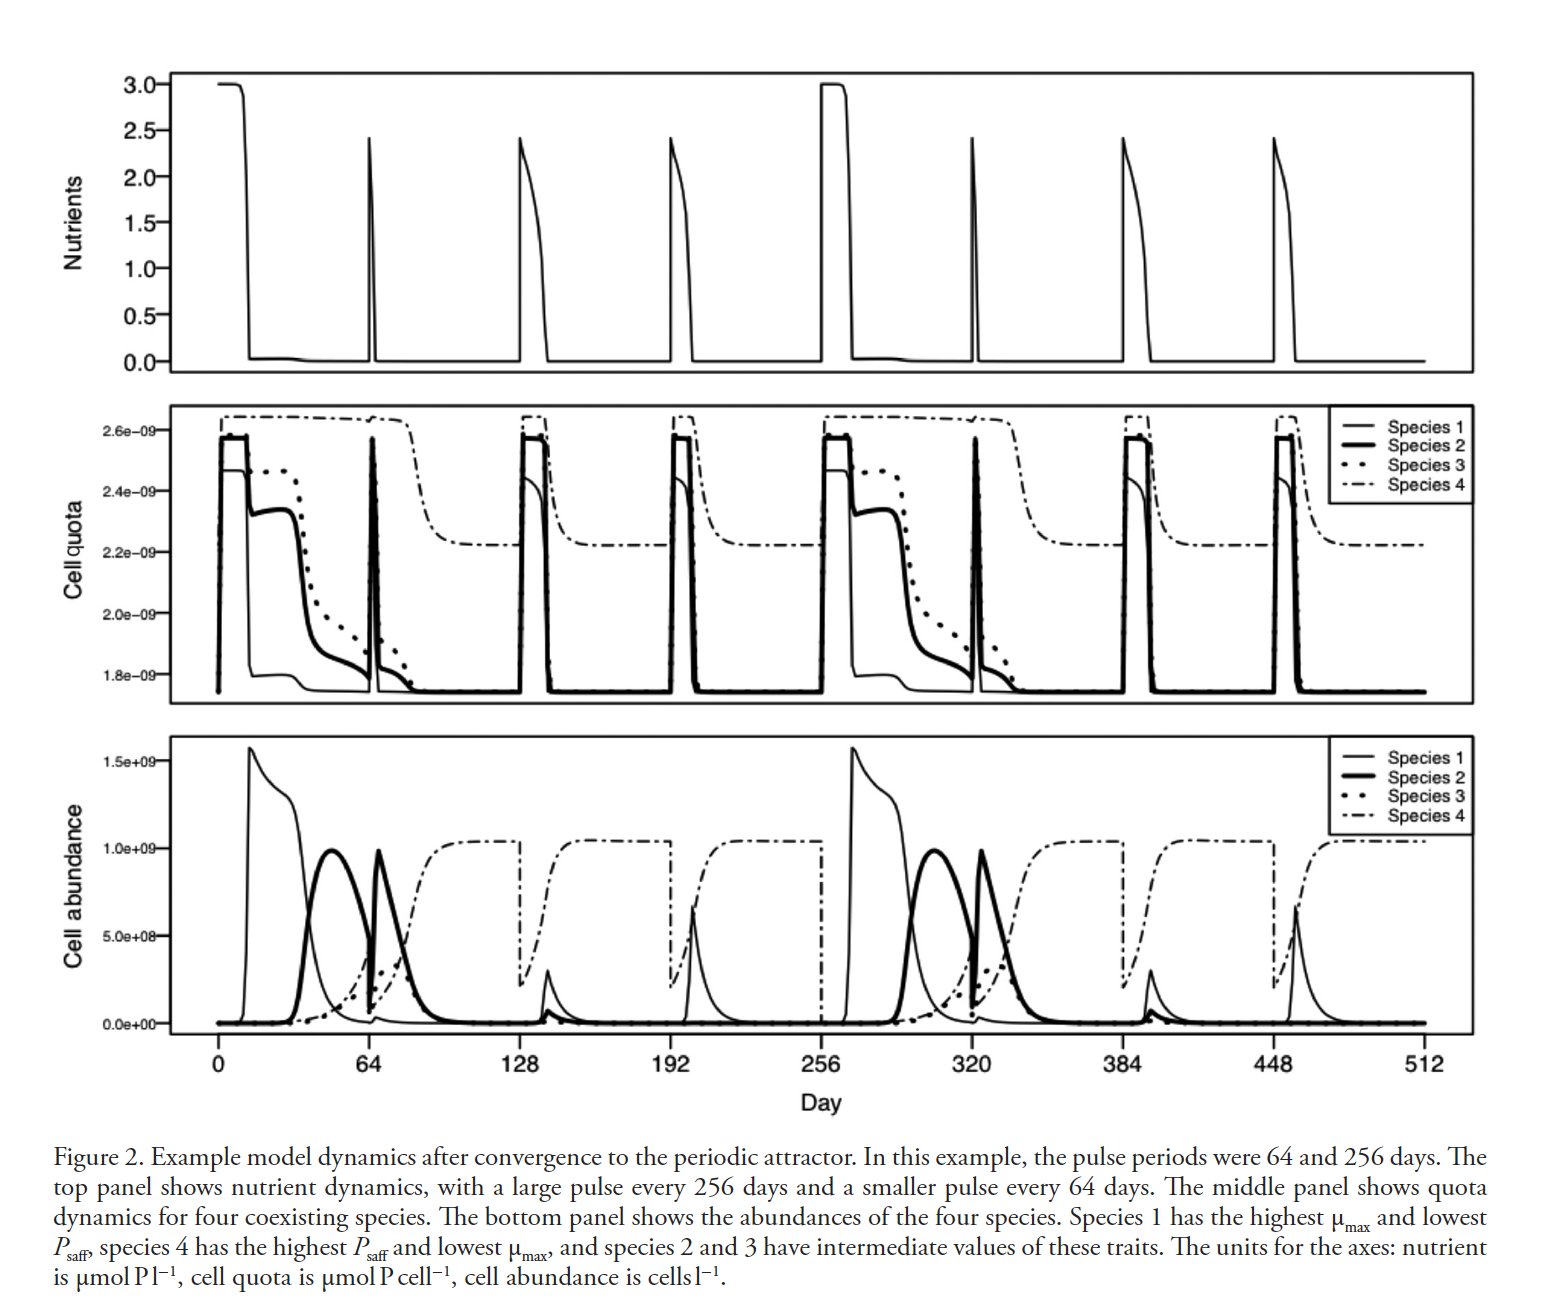 Nutrients
3.0
2.5
2.0
1.5
1.0
0.5
0.0
Cell quota
2.6e−09
2.4e−09
2.2e−09
2.0e−09
1.8e−09
Species 1
Species 2
Species 3
Species 4
Cell abundance
1.5e+09
1.0e+09
5.0e+08
0.0e+00
Species 1
Species 2
Species 3
Species 4
0 64 128 192 256 320 384 448 512
Day
Figure 2. Example model dynamics after convergence to the periodic attractor. In this example, the pulse periods were 64 and 256 days. The
top panel shows nutrient dynamics, with a large pulse every 256 days and a smaller pulse every 64 days. The middle panel shows quota
dynamics for four coexisting species. The bottom panel shows the abundances of the four species. Species 1 has the highest μmax and lowest
Psaff, species 4 has the highest Psaff and lowest μmax, and species 2 and 3 have intermediate values of these traits. The units for the axes: nutrient
is μmol P l−1, cell quota is μmol P cell−1, cell abundance is cells l−1.